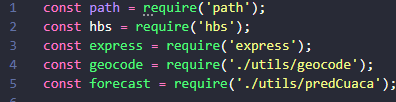 1 const path = require('path');
2 const hbs = require('hbs');
3 const express = require('express');
4 const geocode = require('./utils/geocode');
5 const forecast = require('./utils/predCuaca');